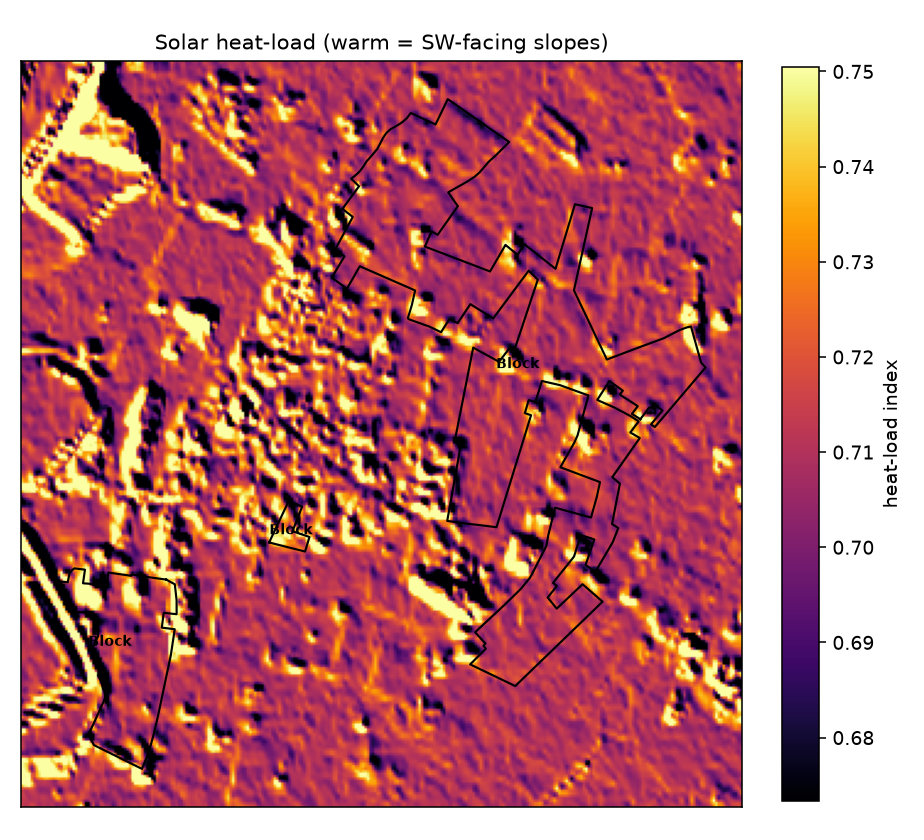 Solar heat-load (warm = SW-facing slopes)
0.75
0.74
0.73
0.72
0.71
0.70
0.69
0.68
heat-load index
Block
Block
Block